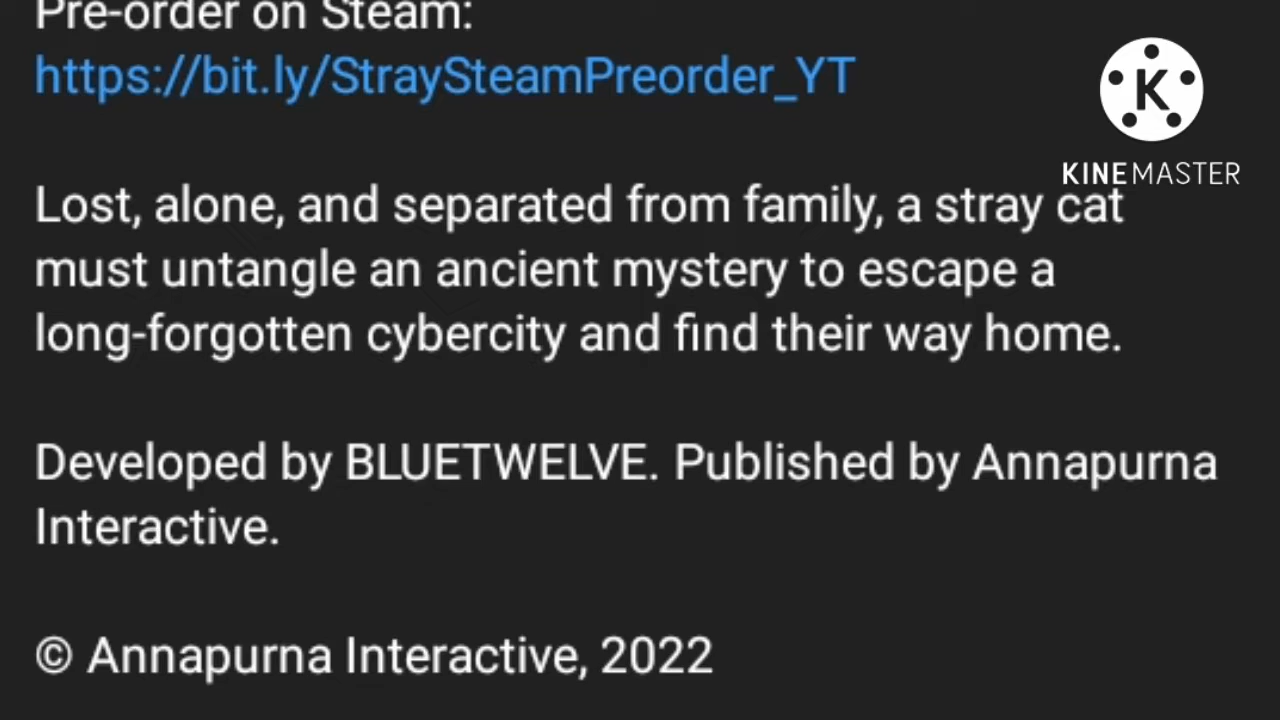 Pre-order on Steam:
https://bit.ly/StraySteamPreorder_YT
K
KINEMASTER
Lost, alone, and separated from family, a stray cat
must untangle an ancient mystery to escape a
long-forgotten cybercity and find their way home.
Developed by BLUETWELVE. Published by Annapurna
Interactive.
© Annapurna Interactive, 2022